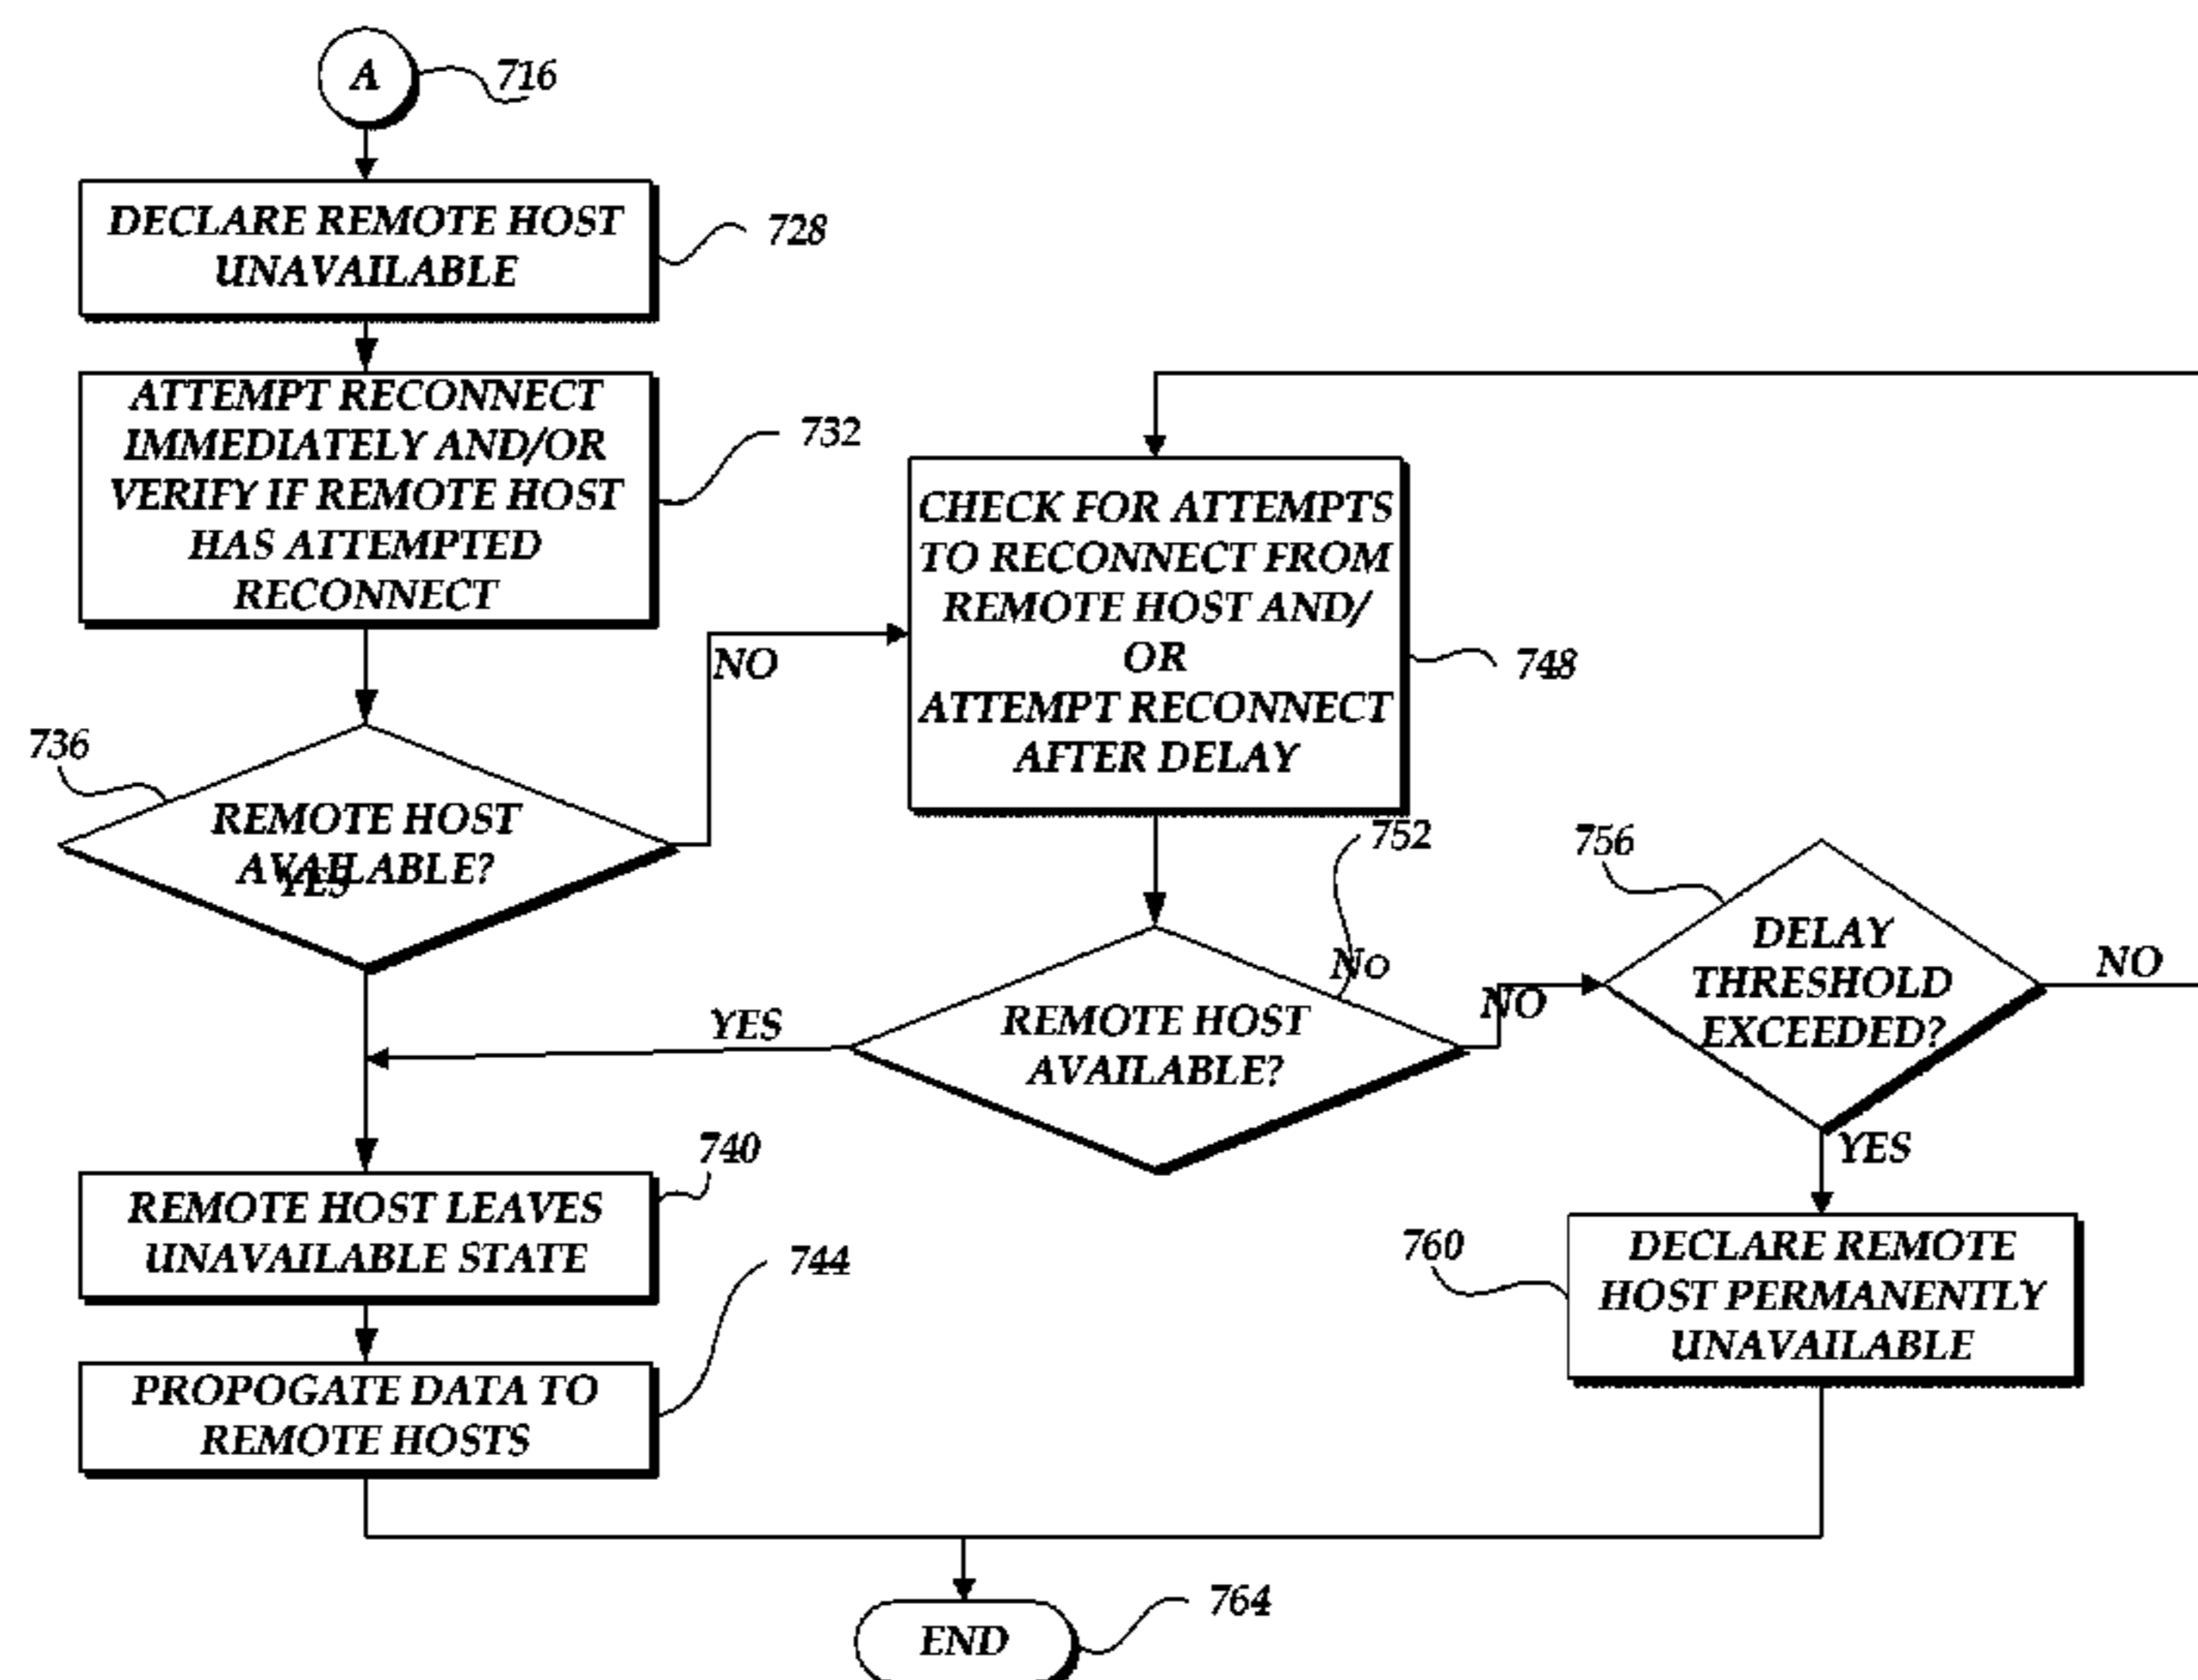 A
716
DECLARE REMOTE HOST
UNAVAILABLE
728
ATTEMPT RECONNECT
IMMEDIATELY AND/OR
VERIFY IF REMOTE HOST
HAS ATTEMPTED
RECONNECT
732
736
REMOTE HOST
AVAILABLE?
YES
NO
CHECK FOR ATTEMPTS
TO RECONNECT FROM
REMOTE HOST AND/
OR
ATTEMPT RECONNECT
AFTER DELAY
748
752
REMOTE HOST
AVAILABLE?
YES
No
NO
756
DELAY
THRESHOLD
EXCEEDED?
NO
YES
740
REMOTE HOST LEAVES
UNAVAILABLE STATE
744
PROPOGATE DATA TO
REMOTE HOSTS
760
DECLARE REMOTE
HOST PERMANENTLY
UNAVAILABLE
END
764